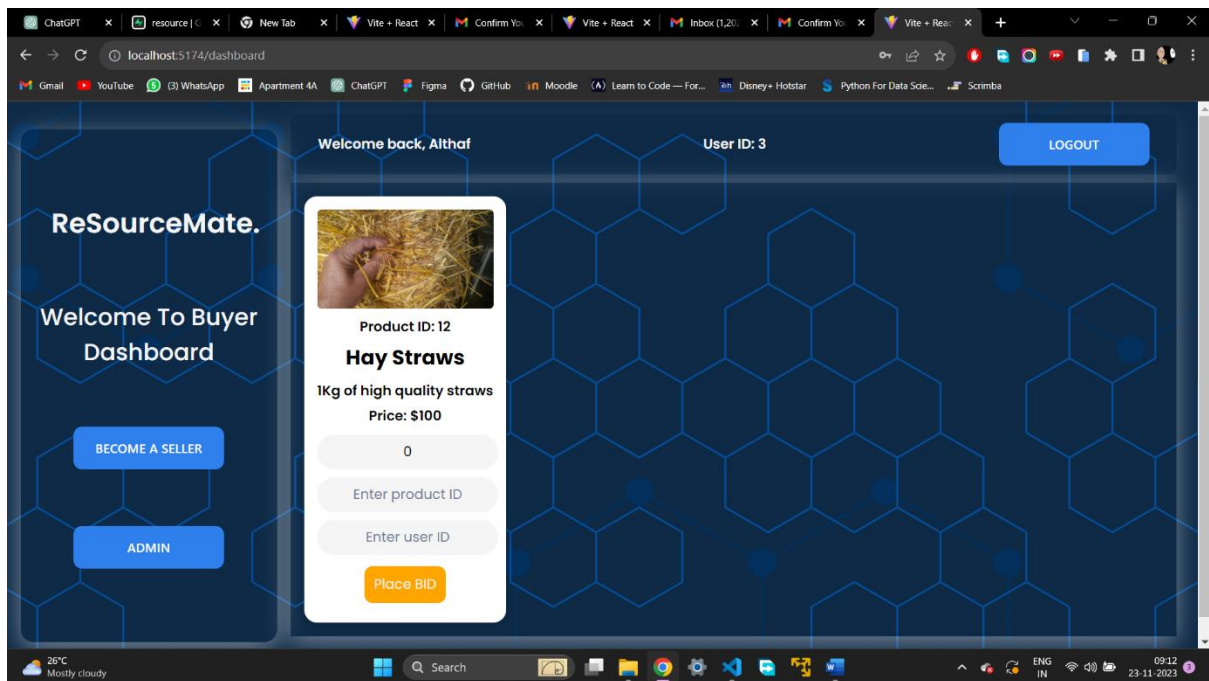 ChatGPT
resource | G
New Tab
Vite + React
Confirm You
Vite + React
Inbox (1,20
Confirm You
Vite + Reac
localhost:5174/dashboard
Gmail
YouTube
(3) WhatsApp
Apartment 4A
ChatGPT
Figma
GitHub
Moodle
Learn to Code — For...
Disney+ Hotstar
Python For Data Scie...
Scrimba
Welcome back, Althaf
User ID: 3
LOGOUT
ReSourceMate.
Welcome To Buyer
Dashboard
BECOME A SELLER
ADMIN
Product ID: 12
Hay Straws
1Kg of high quality straws
Price: $100
0
Enter product ID
Enter user ID
Place BID
26°C
Mostly cloudy
Search
ENG
IN
09:12
23-11-2023
3